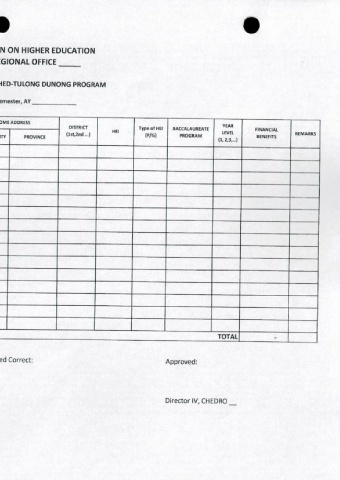 N ON HIGHER EDUCATION
EGIONAL OFFICE _____
HED-TULONG DUNONG PROGRAM
emester, AY ____________
OME ADDRESS
TY PROVINCE DISTRICT (1st,2nd ...) HEI Type of HEI (P/%) BACCALAUREATE PROGRAM YEAR LEVEL (1, 2,3,...) FINANCIAL BENEFITS REMARKS
TOTAL -
ed Correct: Approved:
Director IV, CHEDRO __